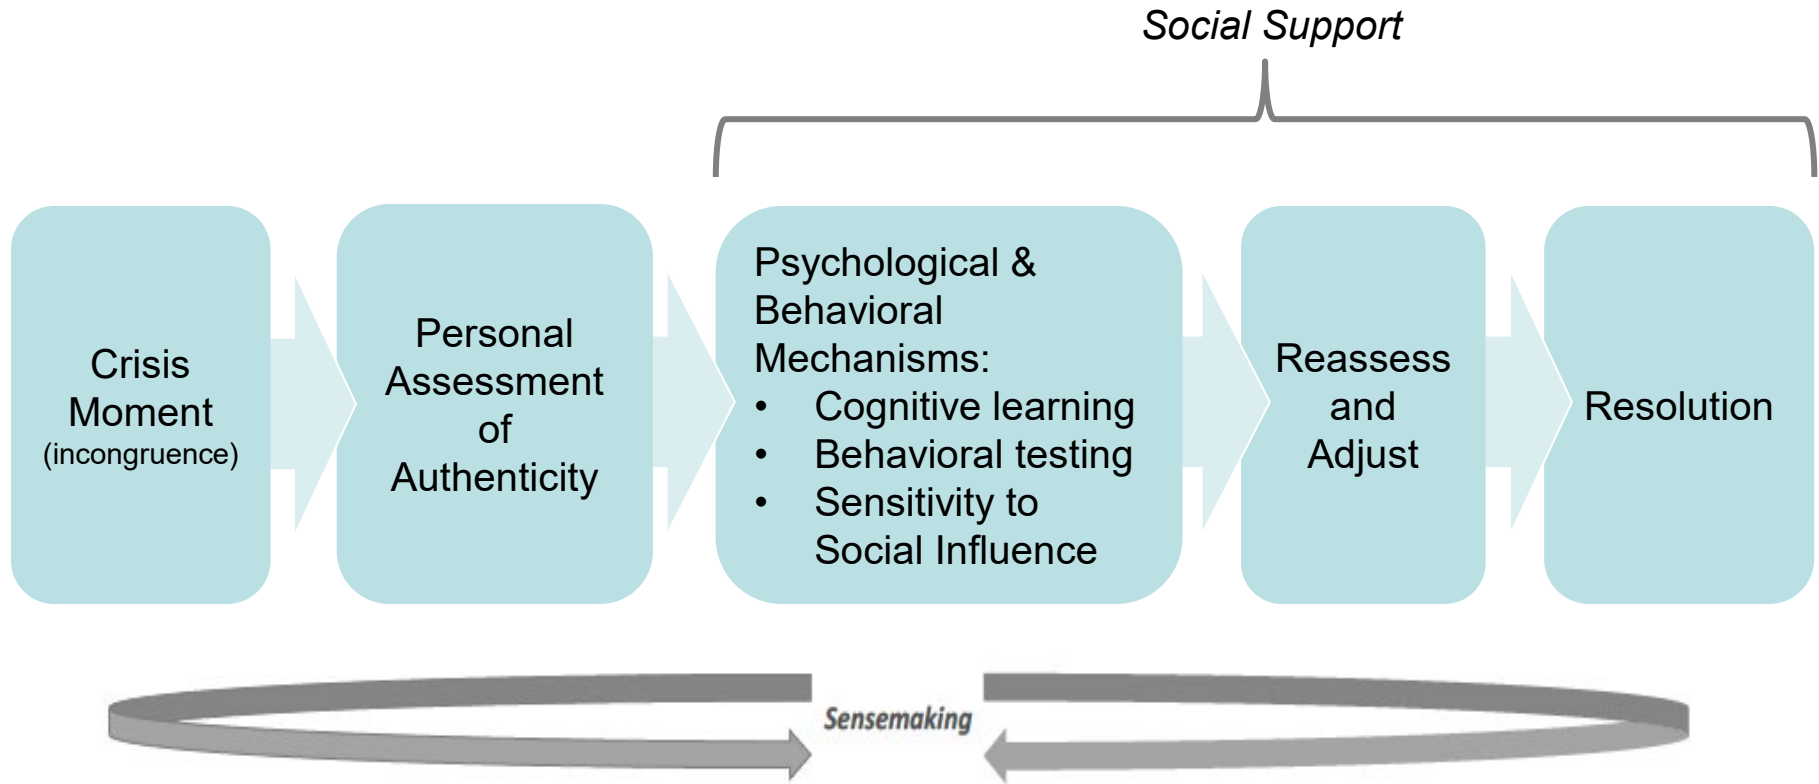 Social Support
Crisis
Moment
(incongruence)
Personal
Assessment
of
Authenticity
Psychological &
Behavioral
Mechanisms:
• Cognitive learning
• Behavioral testing
• Sensitivity to
Social Influence
Reassess
and
Adjust
Resolution
Sensemaking